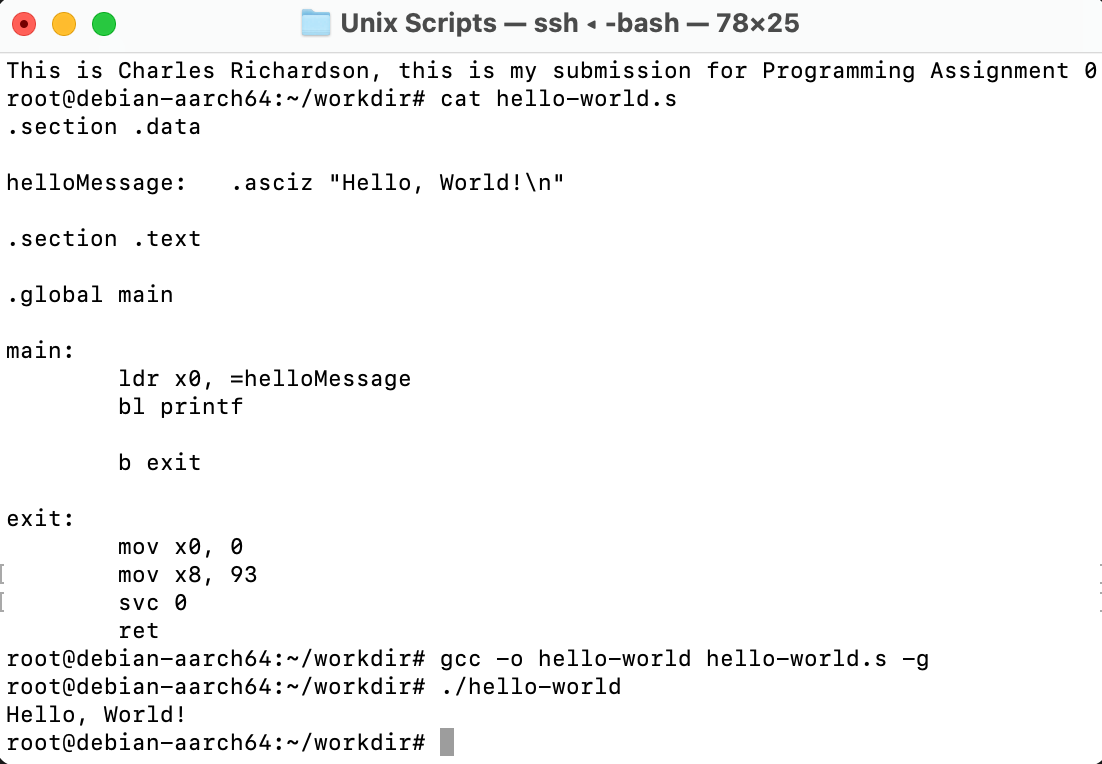 Unix Scripts — ssh ◂ -bash — 78×25
This is Charles Richardson, this is my submission for Programming Assignment 0
root@debian-aarch64:~/workdir# cat hello-world.s
.section .data
helloMessage:   .asciz "Hello, World!\n"
.section .text
.global main
main:
        ldr x0, =helloMessage
        bl printf
        b exit
exit:
        mov x0, 0
        mov x8, 93
        svc 0
        ret
root@debian-aarch64:~/workdir# gcc -o hello-world hello-world.s -g
root@debian-aarch64:~/workdir# ./hello-world
Hello, World!
root@debian-aarch64:~/workdir#